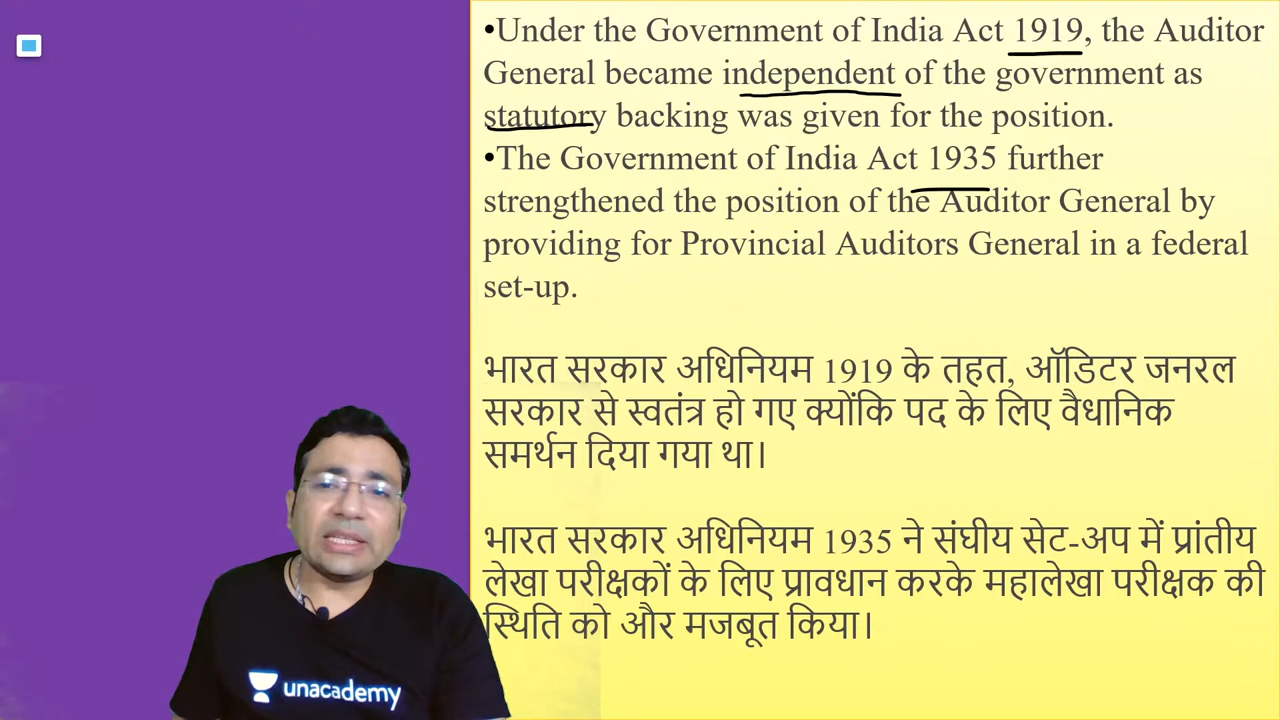 •Under the Government of India Act 1919, the Auditor
General became independent of the government as
statutory backing was given for the position.
•The Government of India Act 1935 further
strengthened the position of the Auditor General by
providing for Provincial Auditors General in a federal
set-up.
भारत सरकार अधिनियम 1919 के तहत, ऑडिटर जनरल
सरकार से स्वतंत्र हो गए क्योंकि पद के लिए वैधानिक
समर्थन दिया गया था।
भारत सरकार अधिनियम 1935 ने संघीय सेट-अप में प्रांतीय
लेखा परीक्षकों के लिए प्रावधान करके महालेखा परीक्षक की
स्थिति को और मजबूत किया।
unacademy